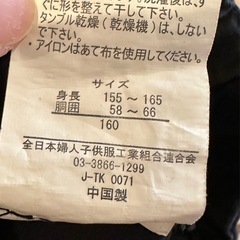 ぐに形を整えて干して下さい。
タンブル乾燥(乾燥機)は、しない
で下さい。
・アイロンはあて布を使用してください。
サイズ
身長 155 ～ 165
胴囲 58 ～ 66
160
全日本婦人子供服工業組合連合会
03-3866-1299
J-TK 0071
中国製